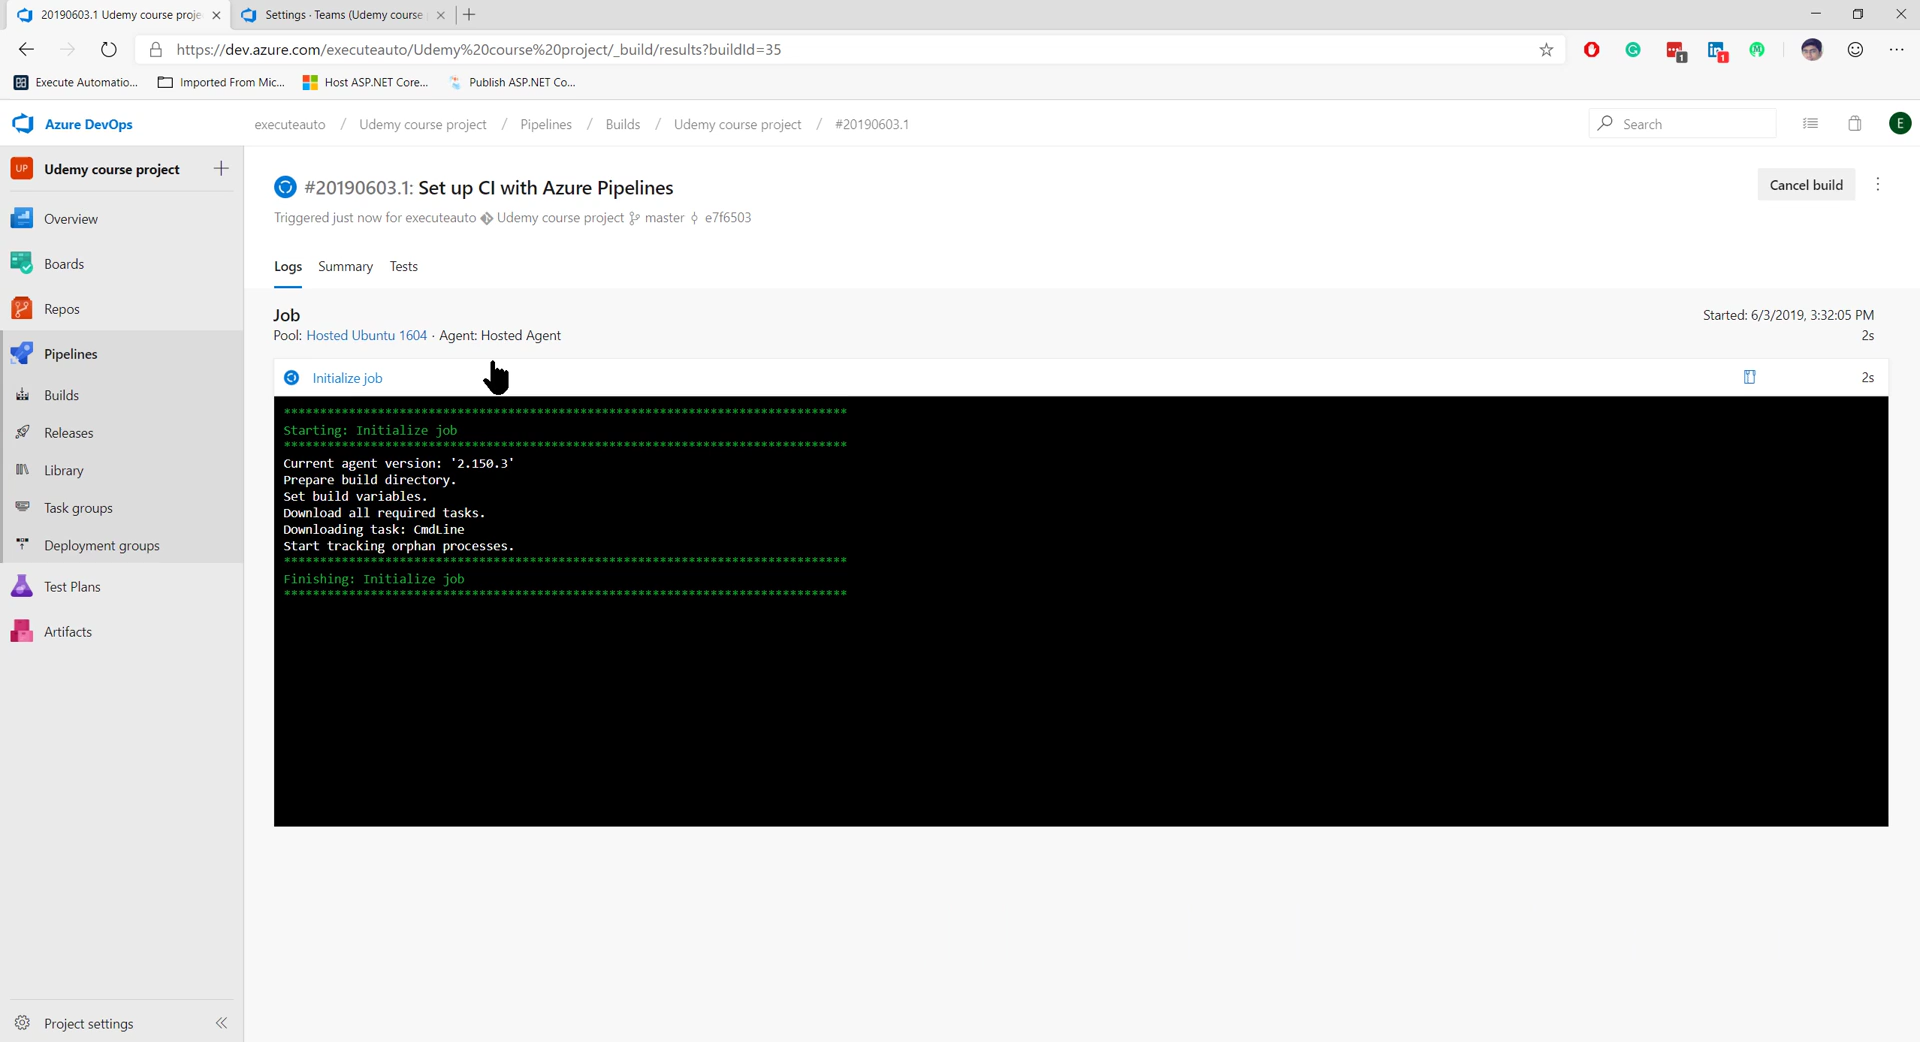 20190603.1 Udemy course proje
Settings · Teams (Udemy course
https://dev.azure.com/executeauto/Udemy%20course%20project/_build/results?buildId=35
1
1
Execute Automatio...
Imported From Mic...
Host ASP.NET Core...
Publish ASP.NET Co...
Azure DevOps
executeauto / Udemy course project / Pipelines / Builds / Udemy course project / #20190603.1
Search
E
UP
Udemy course project
Overview
Boards
Repos
Pipelines
Builds
Releases
Library
Task groups
Deployment groups
Test Plans
Artifacts
Project settings
#20190603.1: Set up CI with Azure Pipelines
Cancel build
Triggered just now for executeauto Udemy course project master e7f6503
Logs Summary Tests
Job
Started: 6/3/2019, 3:32:05 PM
Pool: Hosted Ubuntu 1604 · Agent: Hosted Agent
2s
Initialize job
2s
******************************************************************************
Starting: Initialize job
******************************************************************************
Current agent version: '2.150.3'
Prepare build directory.
Set build variables.
Download all required tasks.
Downloading task: CmdLine
Start tracking orphan processes.
******************************************************************************
Finishing: Initialize job
******************************************************************************